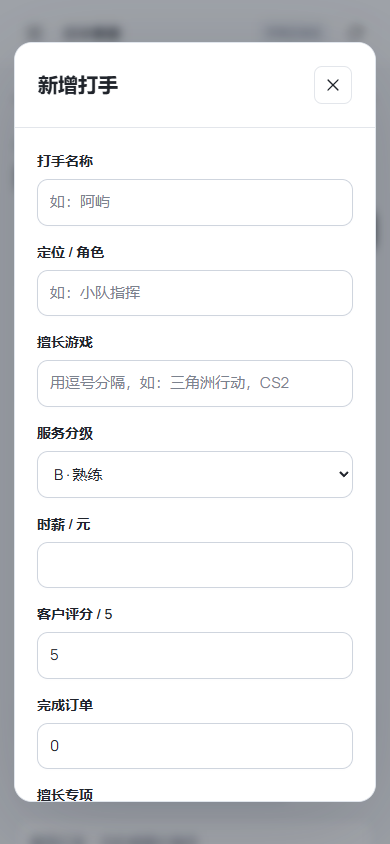 新增打手
打手名称
如：阿屿
定位 / 角色
如：小队指挥
擅长游戏
用逗号分隔，如：三角洲行动，CS2
服务分级
B · 熟练
时薪 / 元
客户评分 / 5
5
完成订单
0
擅长专项